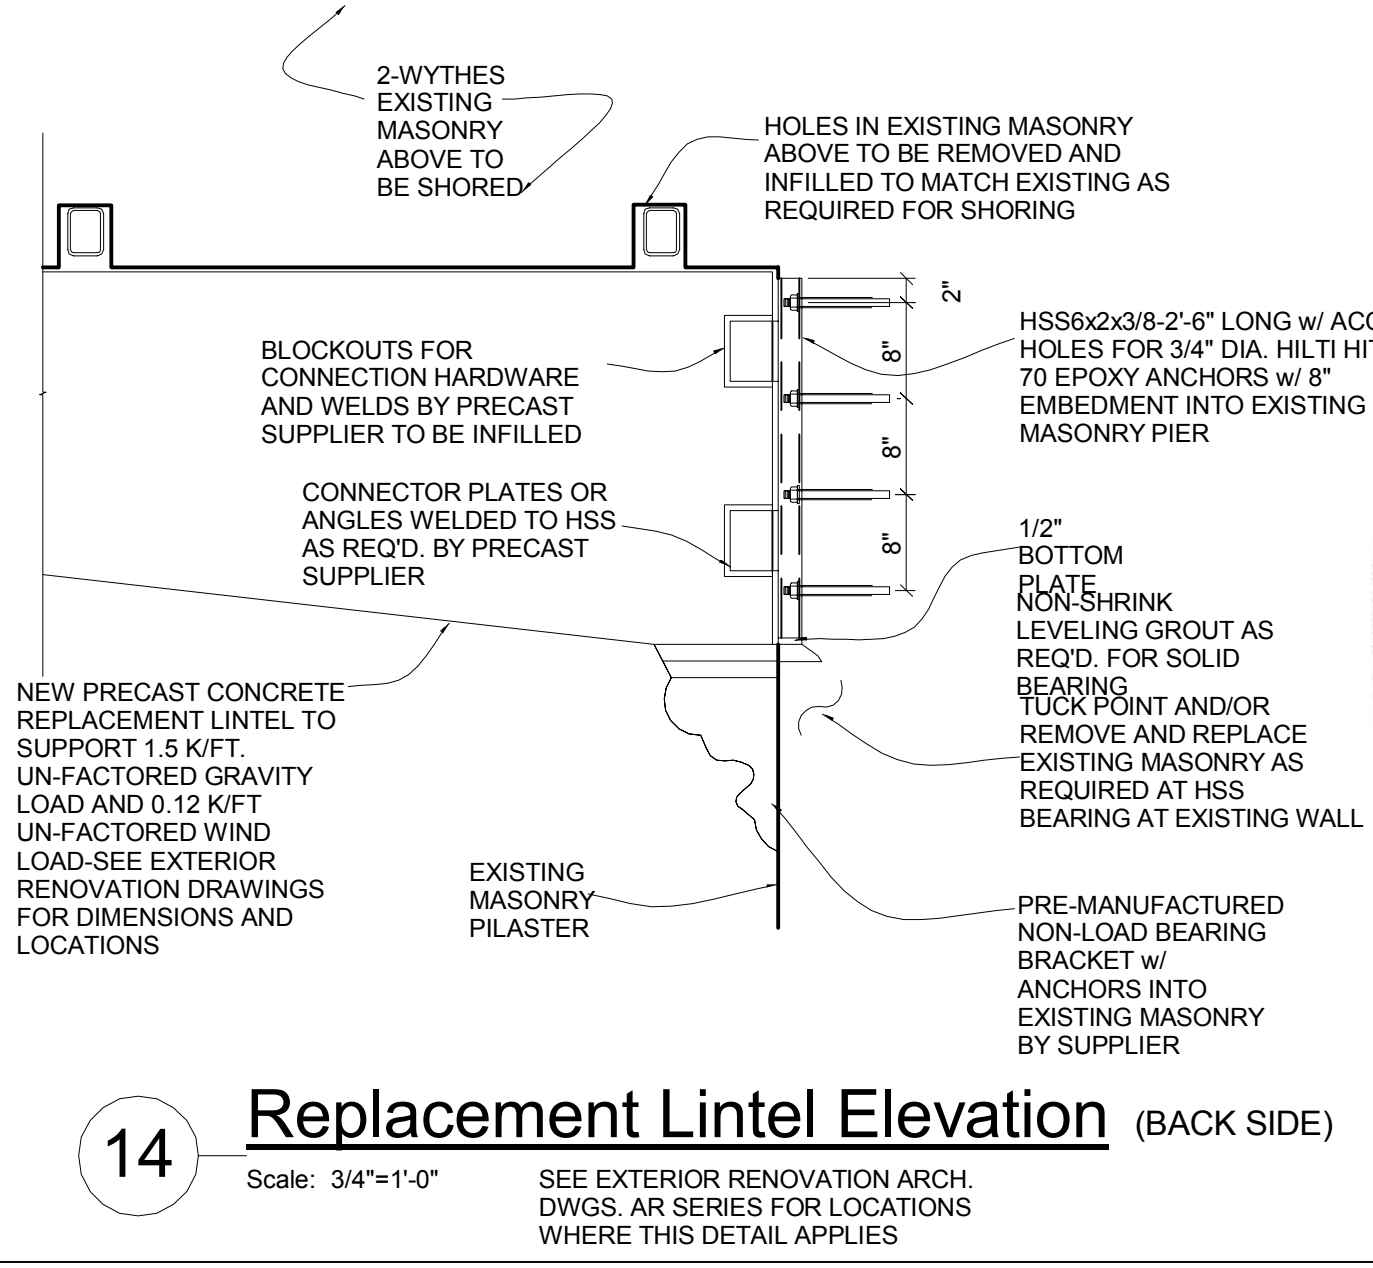 2-WYTHES
EXISTING
MASONRY
ABOVE TO
BE SHORED
HOLES IN EXISTING MASONRY
ABOVE TO BE REMOVED AND
INFILLED TO MATCH EXISTING AS
REQUIRED FOR SHORING
2"
8"
8"
8"
HSS6x2x3/8-2'-6" LONG w/
HOLES FOR 3/4" DIA. HILTI
70 EPOXY ANCHORS w/ 8"
EMBEDMENT INTO EXISTING
MASONRY PIER
BLOCKOUTS FOR
CONNECTION HARDWARE
AND WELDS BY PRECAST
SUPPLIER TO BE INFILLED
CONNECTOR PLATES OR
ANGLES WELDED TO HSS
AS REQ'D. BY PRECAST
SUPPLIER
1/2"
BOTTOM
PLATE
NON-SHRINK
LEVELING GROUT AS
REQ'D. FOR SOLID
BEARING
TUCK POINT AND/OR
REMOVE AND REPLACE
EXISTING MASONRY AS
REQUIRED AT HSS
BEARING AT EXISTING WALL
NEW PRECAST CONCRETE
REPLACEMENT LINTEL TO
SUPPORT 1.5 K/FT.
UN-FACTORED GRAVITY
LOAD AND 0.12 K/FT
UN-FACTORED WIND
LOAD-SEE EXTERIOR
RENOVATION DRAWINGS
FOR DIMENSIONS AND
LOCATIONS
EXISTING
MASONRY
PILASTER
PRE-MANUFACTURED
NON-LOAD BEARING
BRACKET w/
ANCHORS INTO
EXISTING MASONRY
BY SUPPLIER
14
Replacement Lintel Elevation (BACK SIDE)
Scale: 3/4"=1'-0"
SEE EXTERIOR RENOVATION ARCH.
DWGS. AR SERIES FOR LOCATIONS
WHERE THIS DETAIL APPLIES